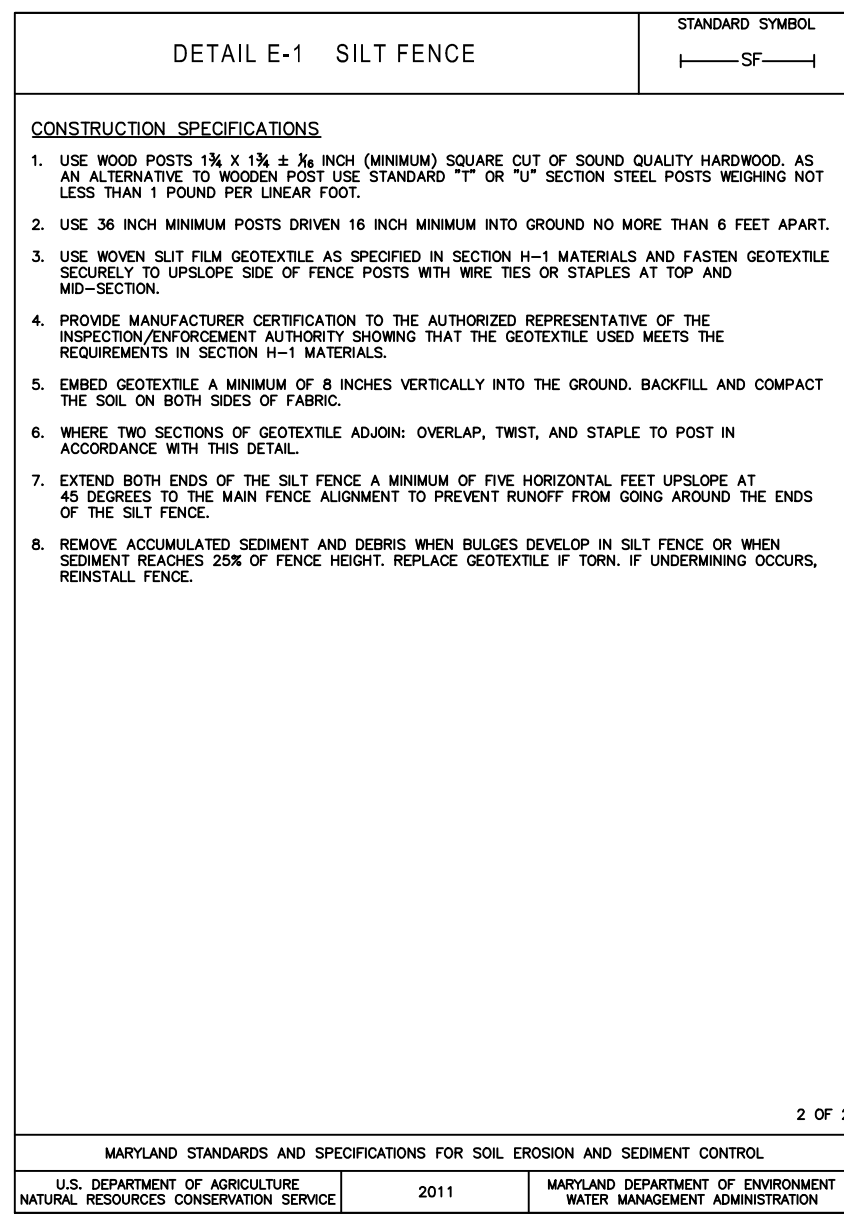 STANDARD SYMBOL
DETAIL E-1 SILT FENCE
SF
CONSTRUCTION SPECIFICATIONS
1. USE WOOD POSTS 1¾ X 1¾ ± 1⁄16 INCH (MINIMUM) SQUARE CUT OF SOUND QUALITY HARDWOOD. AS
AN ALTERNATIVE TO WOODEN POST USE STANDARD "T" OR "U" SECTION STEEL POSTS WEIGHING NOT
LESS THAN 1 POUND PER LINEAR FOOT.
2. USE 36 INCH MINIMUM POSTS DRIVEN 16 INCH MINIMUM INTO GROUND NO MORE THAN 6 FEET APART.
3. USE WOVEN SLIT FILM GEOTEXTILE AS SPECIFIED IN SECTION H-1 MATERIALS AND FASTEN GEOTEXTILE
SECURELY TO UPSLOPE SIDE OF FENCE POSTS WITH WIRE TIES OR STAPLES AT TOP AND
MID-SECTION.
4. PROVIDE MANUFACTURER CERTIFICATION TO THE AUTHORIZED REPRESENTATIVE OF THE
INSPECTION/ENFORCEMENT AUTHORITY SHOWING THAT THE GEOTEXTILE USED MEETS THE
REQUIREMENTS IN SECTION H-1 MATERIALS.
5. EMBED GEOTEXTILE A MINIMUM OF 8 INCHES VERTICALLY INTO THE GROUND. BACKFILL AND COMPACT
THE SOIL ON BOTH SIDES OF FABRIC.
6. WHERE TWO SECTIONS OF GEOTEXTILE ADJOIN: OVERLAP, TWIST, AND STAPLE TO POST IN
ACCORDANCE WITH THIS DETAIL.
7. EXTEND BOTH ENDS OF THE SILT FENCE A MINIMUM OF FIVE HORIZONTAL FEET UPSLOPE AT
45 DEGREES TO THE MAIN FENCE ALIGNMENT TO PREVENT RUNOFF FROM GOING AROUND THE ENDS
OF THE SILT FENCE.
8. REMOVE ACCUMULATED SEDIMENT AND DEBRIS WHEN BULGES DEVELOP IN SILT FENCE OR WHEN
SEDIMENT REACHES 25% OF FENCE HEIGHT. REPLACE GEOTEXTILE IF TORN. IF UNDERMINING OCCURS,
REINSTALL FENCE.
2 OF 2
MARYLAND STANDARDS AND SPECIFICATIONS FOR SOIL EROSION AND SEDIMENT CONTROL
U.S. DEPARTMENT OF AGRICULTURE
NATURAL RESOURCES CONSERVATION SERVICE
2011
MARYLAND DEPARTMENT OF ENVIRONMENT
WATER MANAGEMENT ADMINISTRATION